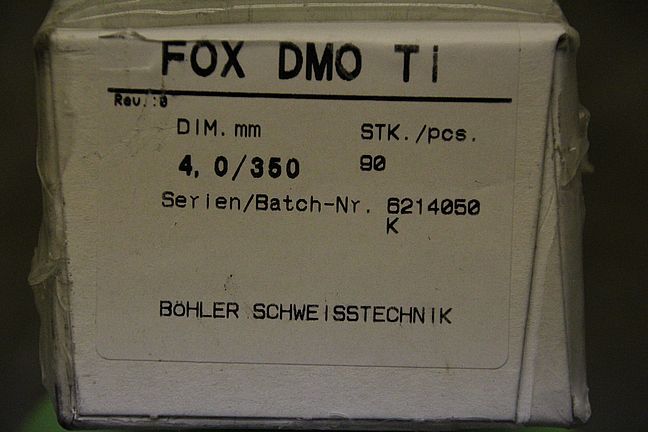 FOX DMO Ti
Rev.:0
DIM. mm STK./pcs.
4,0/350 90
Serien/Batch-Nr. 6214050
K
BÖHLER SCHWEISSTECHNIK